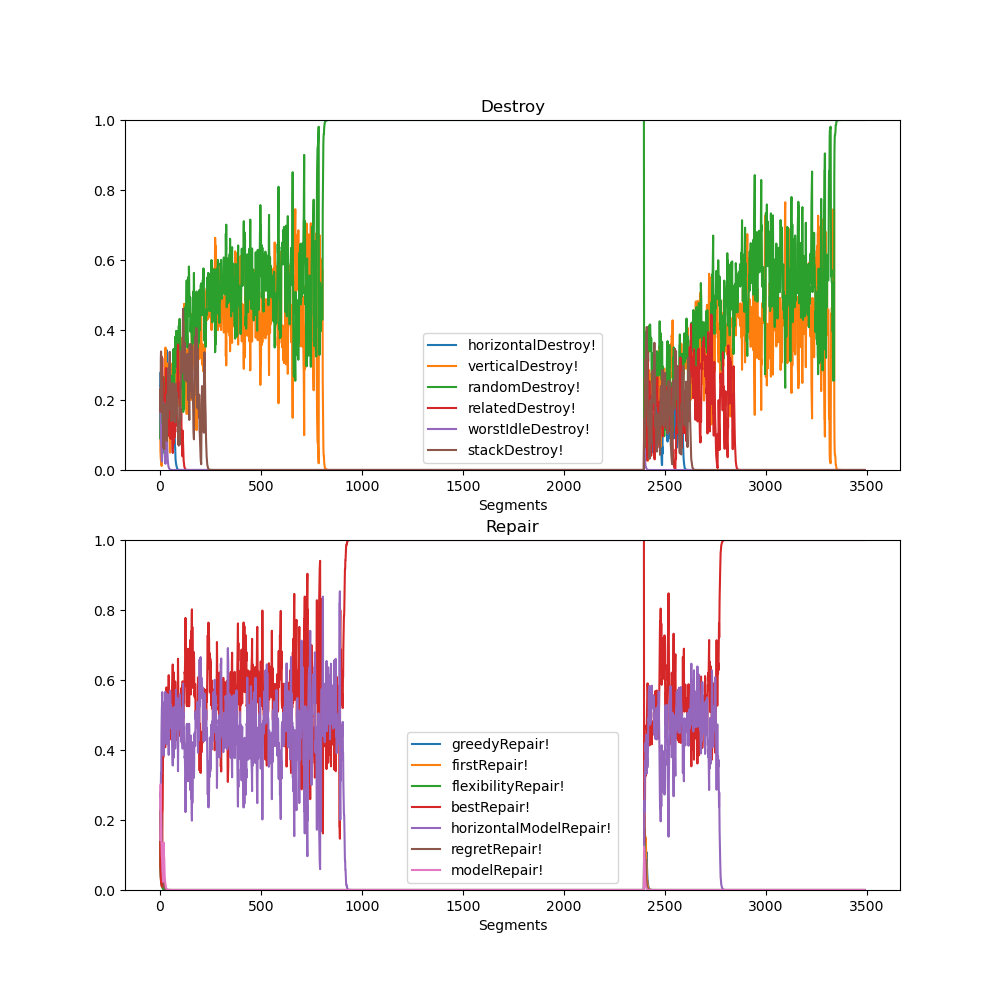 Destroy
1.0
0.8
0.6
0.4
0.2
0.0
horizontalDestroy!
verticalDestroy!
randomDestroy!
relatedDestroy!
worstIdleDestroy!
stackDestroy!
0 500 1000 1500 2000 2500 3000 3500
Segments
Repair
1.0
0.8
0.6
0.4
0.2
0.0
greedyRepair!
firstRepair!
flexibilityRepair!
bestRepair!
horizontalModelRepair!
regretRepair!
modelRepair!
0 500 1000 1500 2000 2500 3000 3500
Segments